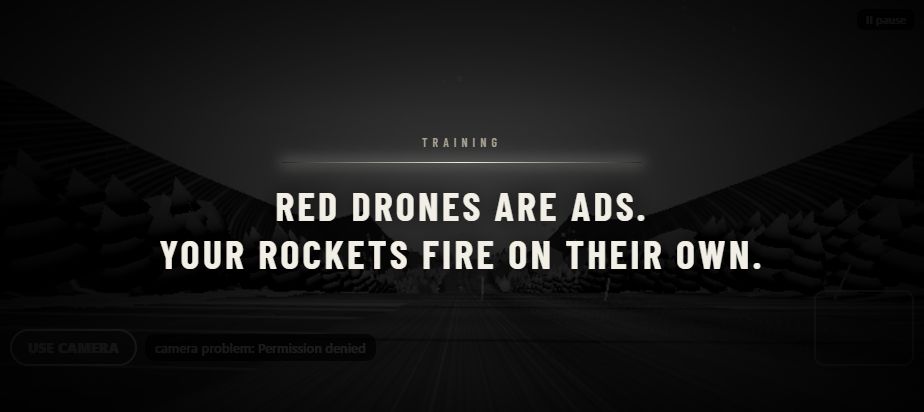 II pause
TRAINING
RED DRONES ARE ADS.
YOUR ROCKETS FIRE ON THEIR OWN.
USE CAMERA
camera problem: Permission denied